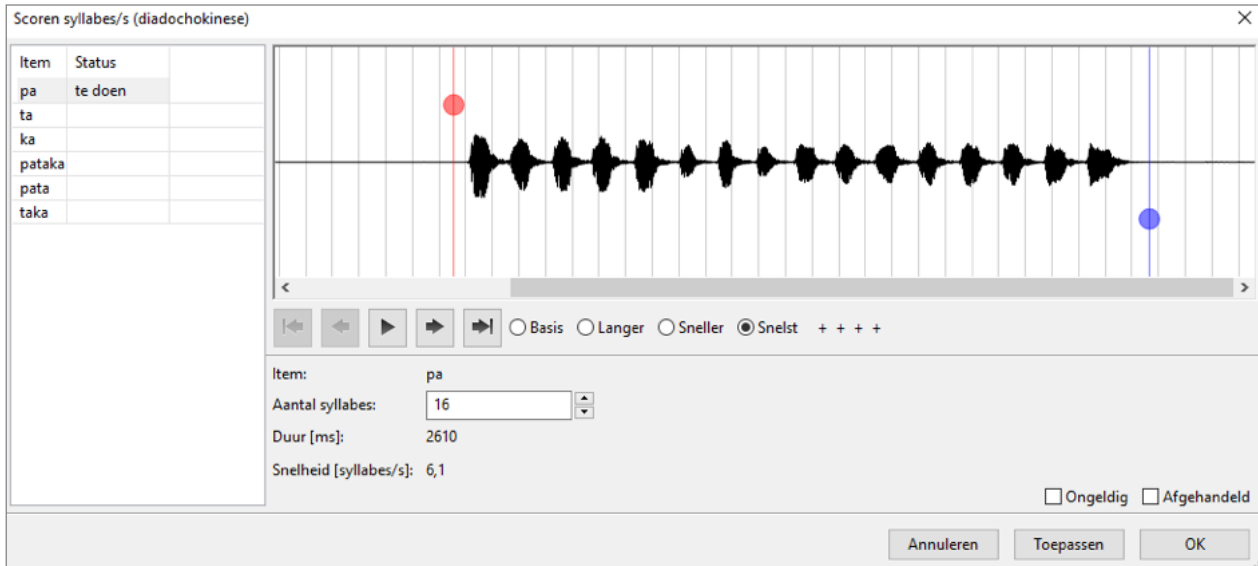 Scoren syllabes/s (diadochokinese)
Item Status
pa te doen
ta
ka
pataka
pata
taka
Basis Langer Sneller Snelst + + + +
Item: pa
Aantal syllabes: 16
Duur [ms]: 2610
Snelheid [syllabes/s]: 6,1
Ongeldig Afgehandeld
Annuleren Toepassen OK